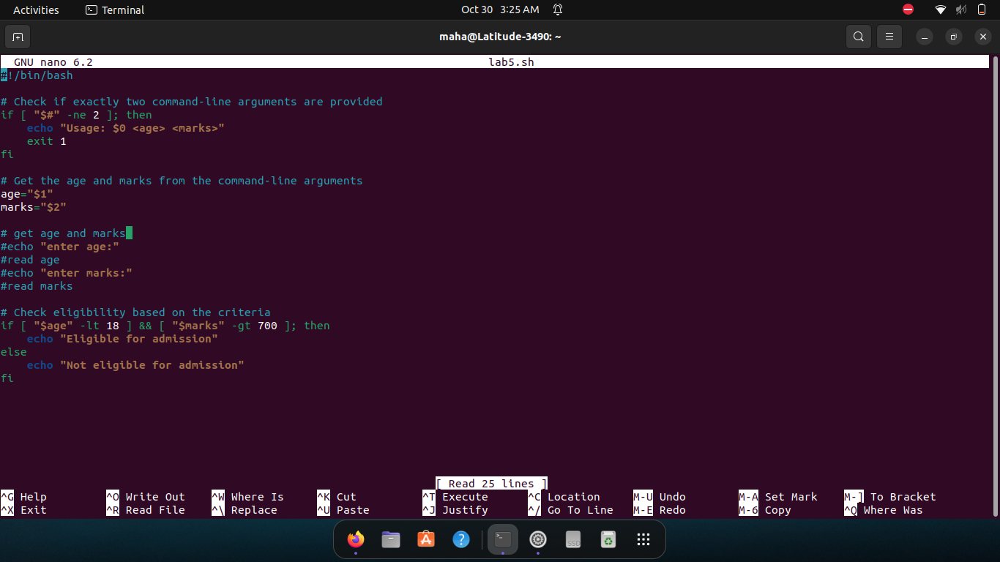 Activities Terminal Oct 30 3:25 AM
maha@Latitude-3490: ~
GNU nano 6.2 lab5.sh
#!/bin/bash

# Check if exactly two command-line arguments are provided
if [ "$#" -ne 2 ]; then
    echo "Usage: $0 <age> <marks>"
    exit 1
fi

# Get the age and marks from the command-line arguments
age="$1"
marks="$2"

# get age and marks
#echo "enter age:"
#read age
#echo "enter marks:"
#read marks

# Check eligibility based on the criteria
if [ "$age" -lt 18 ] && [ "$marks" -gt 700 ]; then
    echo "Eligible for admission"
else
    echo "Not eligible for admission"
fi

[ Read 25 lines ]
^G Help ^O Write Out ^W Where Is ^K Cut ^T Execute ^C Location M-U Undo M-A Set Mark M-] To Bracket
^X Exit ^R Read File ^\ Replace ^U Paste ^J Justify ^/ Go To Line M-E Redo M-6 Copy ^Q Where Was
SSD